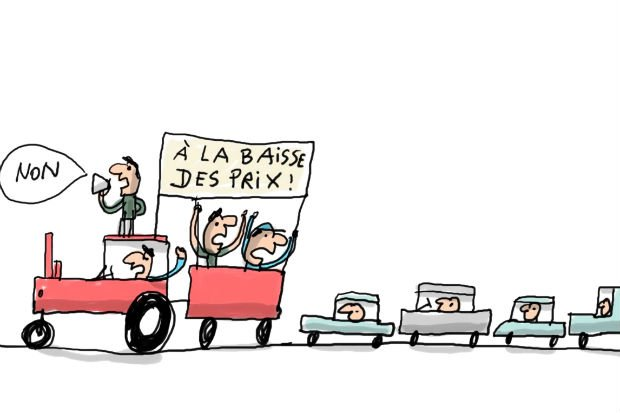 NON
À LA BAISSE
DES PRIX !